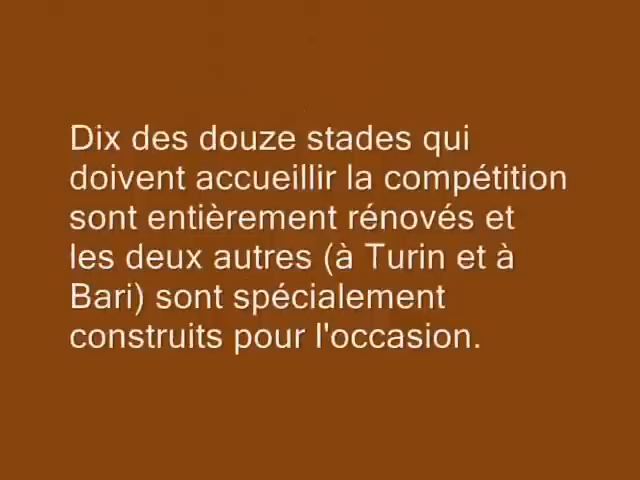 Dix des douze stades qui
doivent accueillir la compétition
sont entièrement rénovés et
les deux autres (à Turin et à
Bari) sont spécialement
construits pour l'occasion.